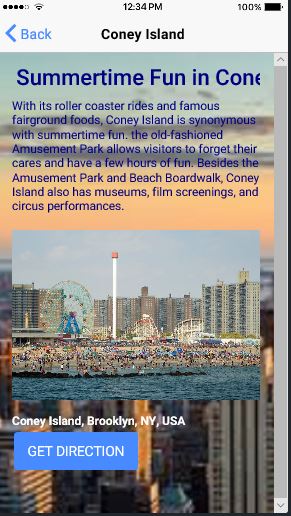 12:34 PM
100%
Back
Coney Island
Summertime Fun in Cone
With its roller coaster rides and famous
fairground foods, Coney Island is synonymous
with summertime fun. the old-fashioned
Amusement Park allows visitors to forget their
cares and have a few hours of fun. Besides the
Amusement Park and Beach Boardwalk, Coney
Island also has museums, film screenings, and
circus performances.
Coney Island, Brooklyn, NY, USA
GET DIRECTION